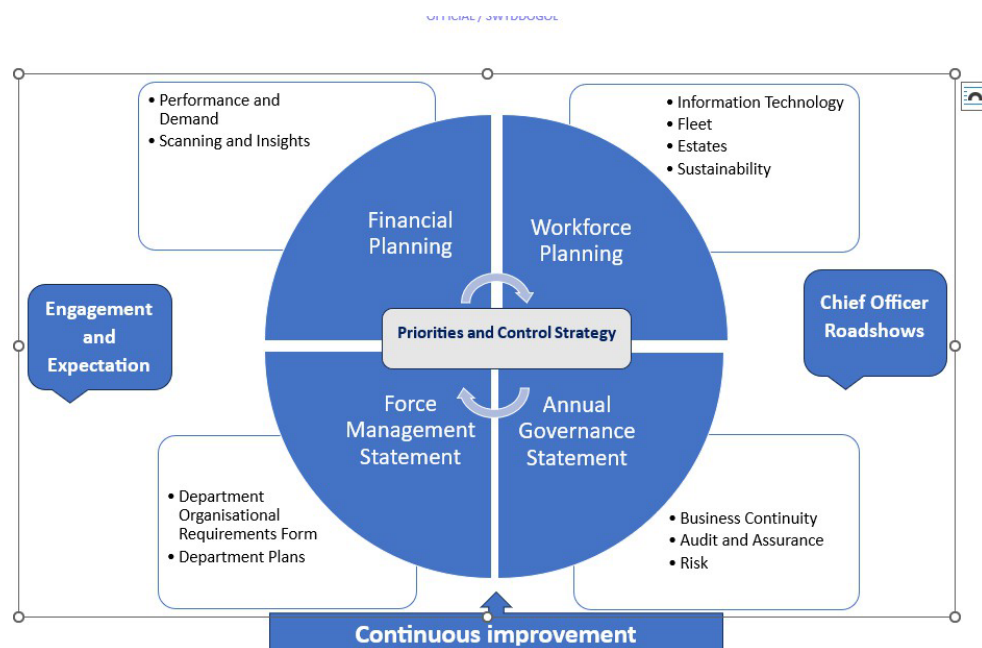 OFFICIAL / SWYDDOGOL
• Performance and
Demand
• Scanning and Insights
• Information Technology
• Fleet
• Estates
• Sustainability
Financial
Planning
Workforce
Planning
Engagement
and
Expectation
Priorities and Control Strategy
Chief Officer
Roadshows
Force
Management
Statement
Annual
Governance
Statement
• Department
Organisational
Requirements Form
• Department Plans
• Business Continuity
• Audit and Assurance
• Risk
Continuous improvement